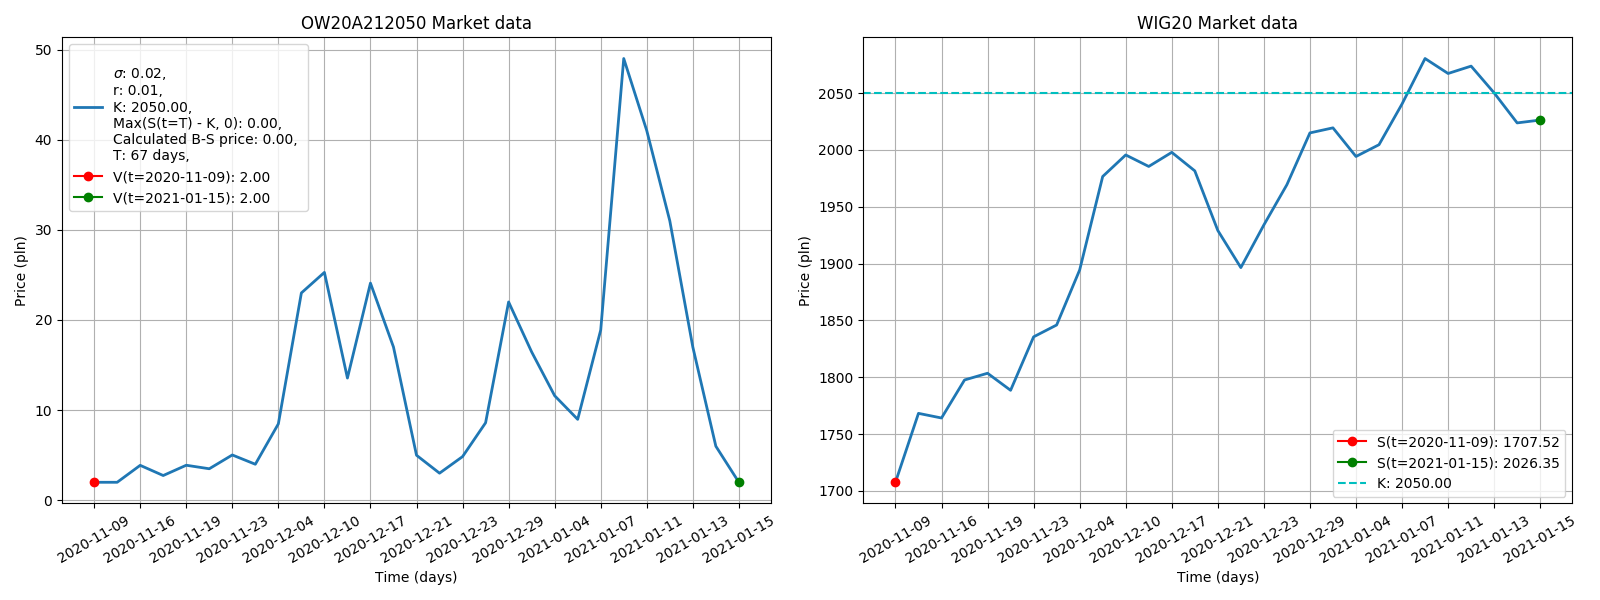 OW20A212050 Market data
Price (pln)
50
40
30
20
10
0
σ: 0.02,
r: 0.01,
K: 2050.00,
Max(S(t=T) - K, 0): 0.00,
Calculated B-S price: 0.00,
T: 67 days,
V(t=2020-11-09): 2.00
V(t=2021-01-15): 2.00
2020-11-09
2020-11-16
2020-11-19
2020-11-23
2020-12-04
2020-12-10
2020-12-17
2020-12-21
2020-12-23
2020-12-29
2021-01-04
2021-01-07
2021-01-11
2021-01-13
2021-01-15
Time (days)
WIG20 Market data
Price (pln)
2050
2000
1950
1900
1850
1800
1750
1700
S(t=2020-11-09): 1707.52
S(t=2021-01-15): 2026.35
K: 2050.00
2020-11-09
2020-11-16
2020-11-19
2020-11-23
2020-12-04
2020-12-10
2020-12-17
2020-12-21
2020-12-23
2020-12-29
2021-01-04
2021-01-07
2021-01-11
2021-01-13
2021-01-15
Time (days)